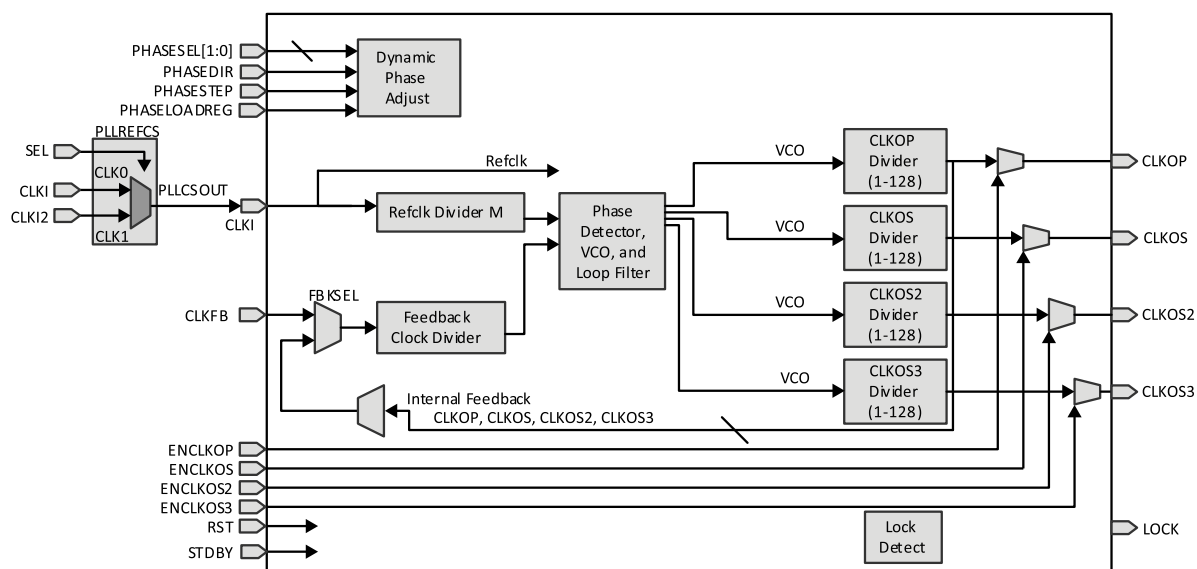 PHASESEL[1:0]
PHASEDIR
PHASESTEP
PHASELOADREG
Dynamic
Phase
Adjust
PLLREFCS
SEL
CLK0
CLKI
CLKI2
CLK1
PLLCSOUT
CLKI
Refclk
Refclk Divider M
Phase
Detector,
VCO, and
Loop Filter
VCO
CLKOP
Divider
(1-128)
CLKOP
VCO
CLKOS
Divider
(1-128)
CLKOS
CLKFB
FBKSEL
Feedback
Clock Divider
VCO
CLKOS2
Divider
(1-128)
CLKOS2
VCO
CLKOS3
Divider
(1-128)
CLKOS3
Internal Feedback
CLKOP, CLKOS, CLKOS2, CLKOS3
ENCLKOP
ENCLKOS
ENCLKOS2
ENCLKOS3
RST
STDBY
Lock
Detect
LOCK